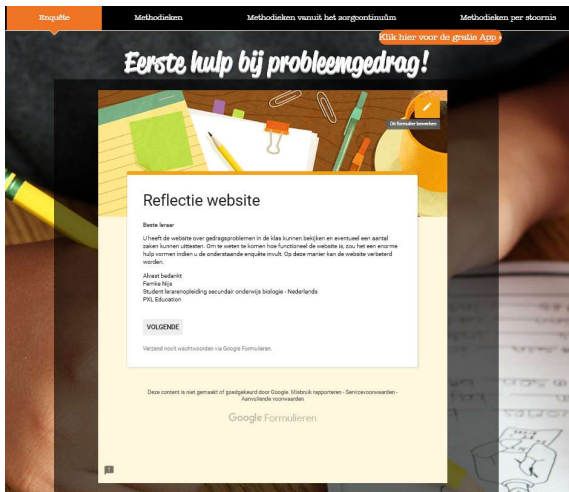 Enquête Methodieken Methodieken vanuit het zorgcontinuüm Methodieken per stoornis
Klik hier voor de gratis App
Eerste hulp bij probleemgedrag!
Dit formulier bewerken
Reflectie website
Beste leraar
U heeft de website over gedragsproblemen in de klas kunnen bekijken en eventueel een aantal
zaken kunnen uittesten. Om te weten te komen hoe functioneel de website is, zou het een enorme
hulp vormen indien u de onderstaande enquête invult. Op deze manier kan de website verbeterd
worden.
Alvast bedankt
Femke Nijs
Student lerarenopleiding secundair onderwijs biologie - Nederlands
PXL Education
VOLGENDE
Verzend nooit wachtwoorden via Google Formulieren.
Deze content is niet gemaakt of goedgekeurd door Google. Misbruik rapporteren - Servicevoorwaarden -
Aanvullende voorwaarden
Google Formulieren